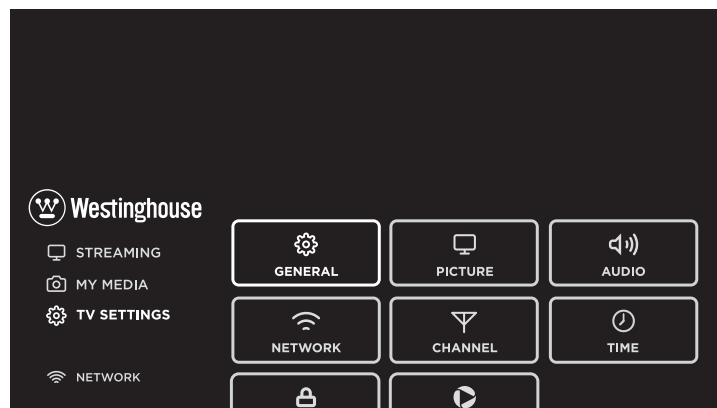 Westinghouse
STREAMING
MY MEDIA
TV SETTINGS
NETWORK
GENERAL
PICTURE
AUDIO
NETWORK
CHANNEL
TIME